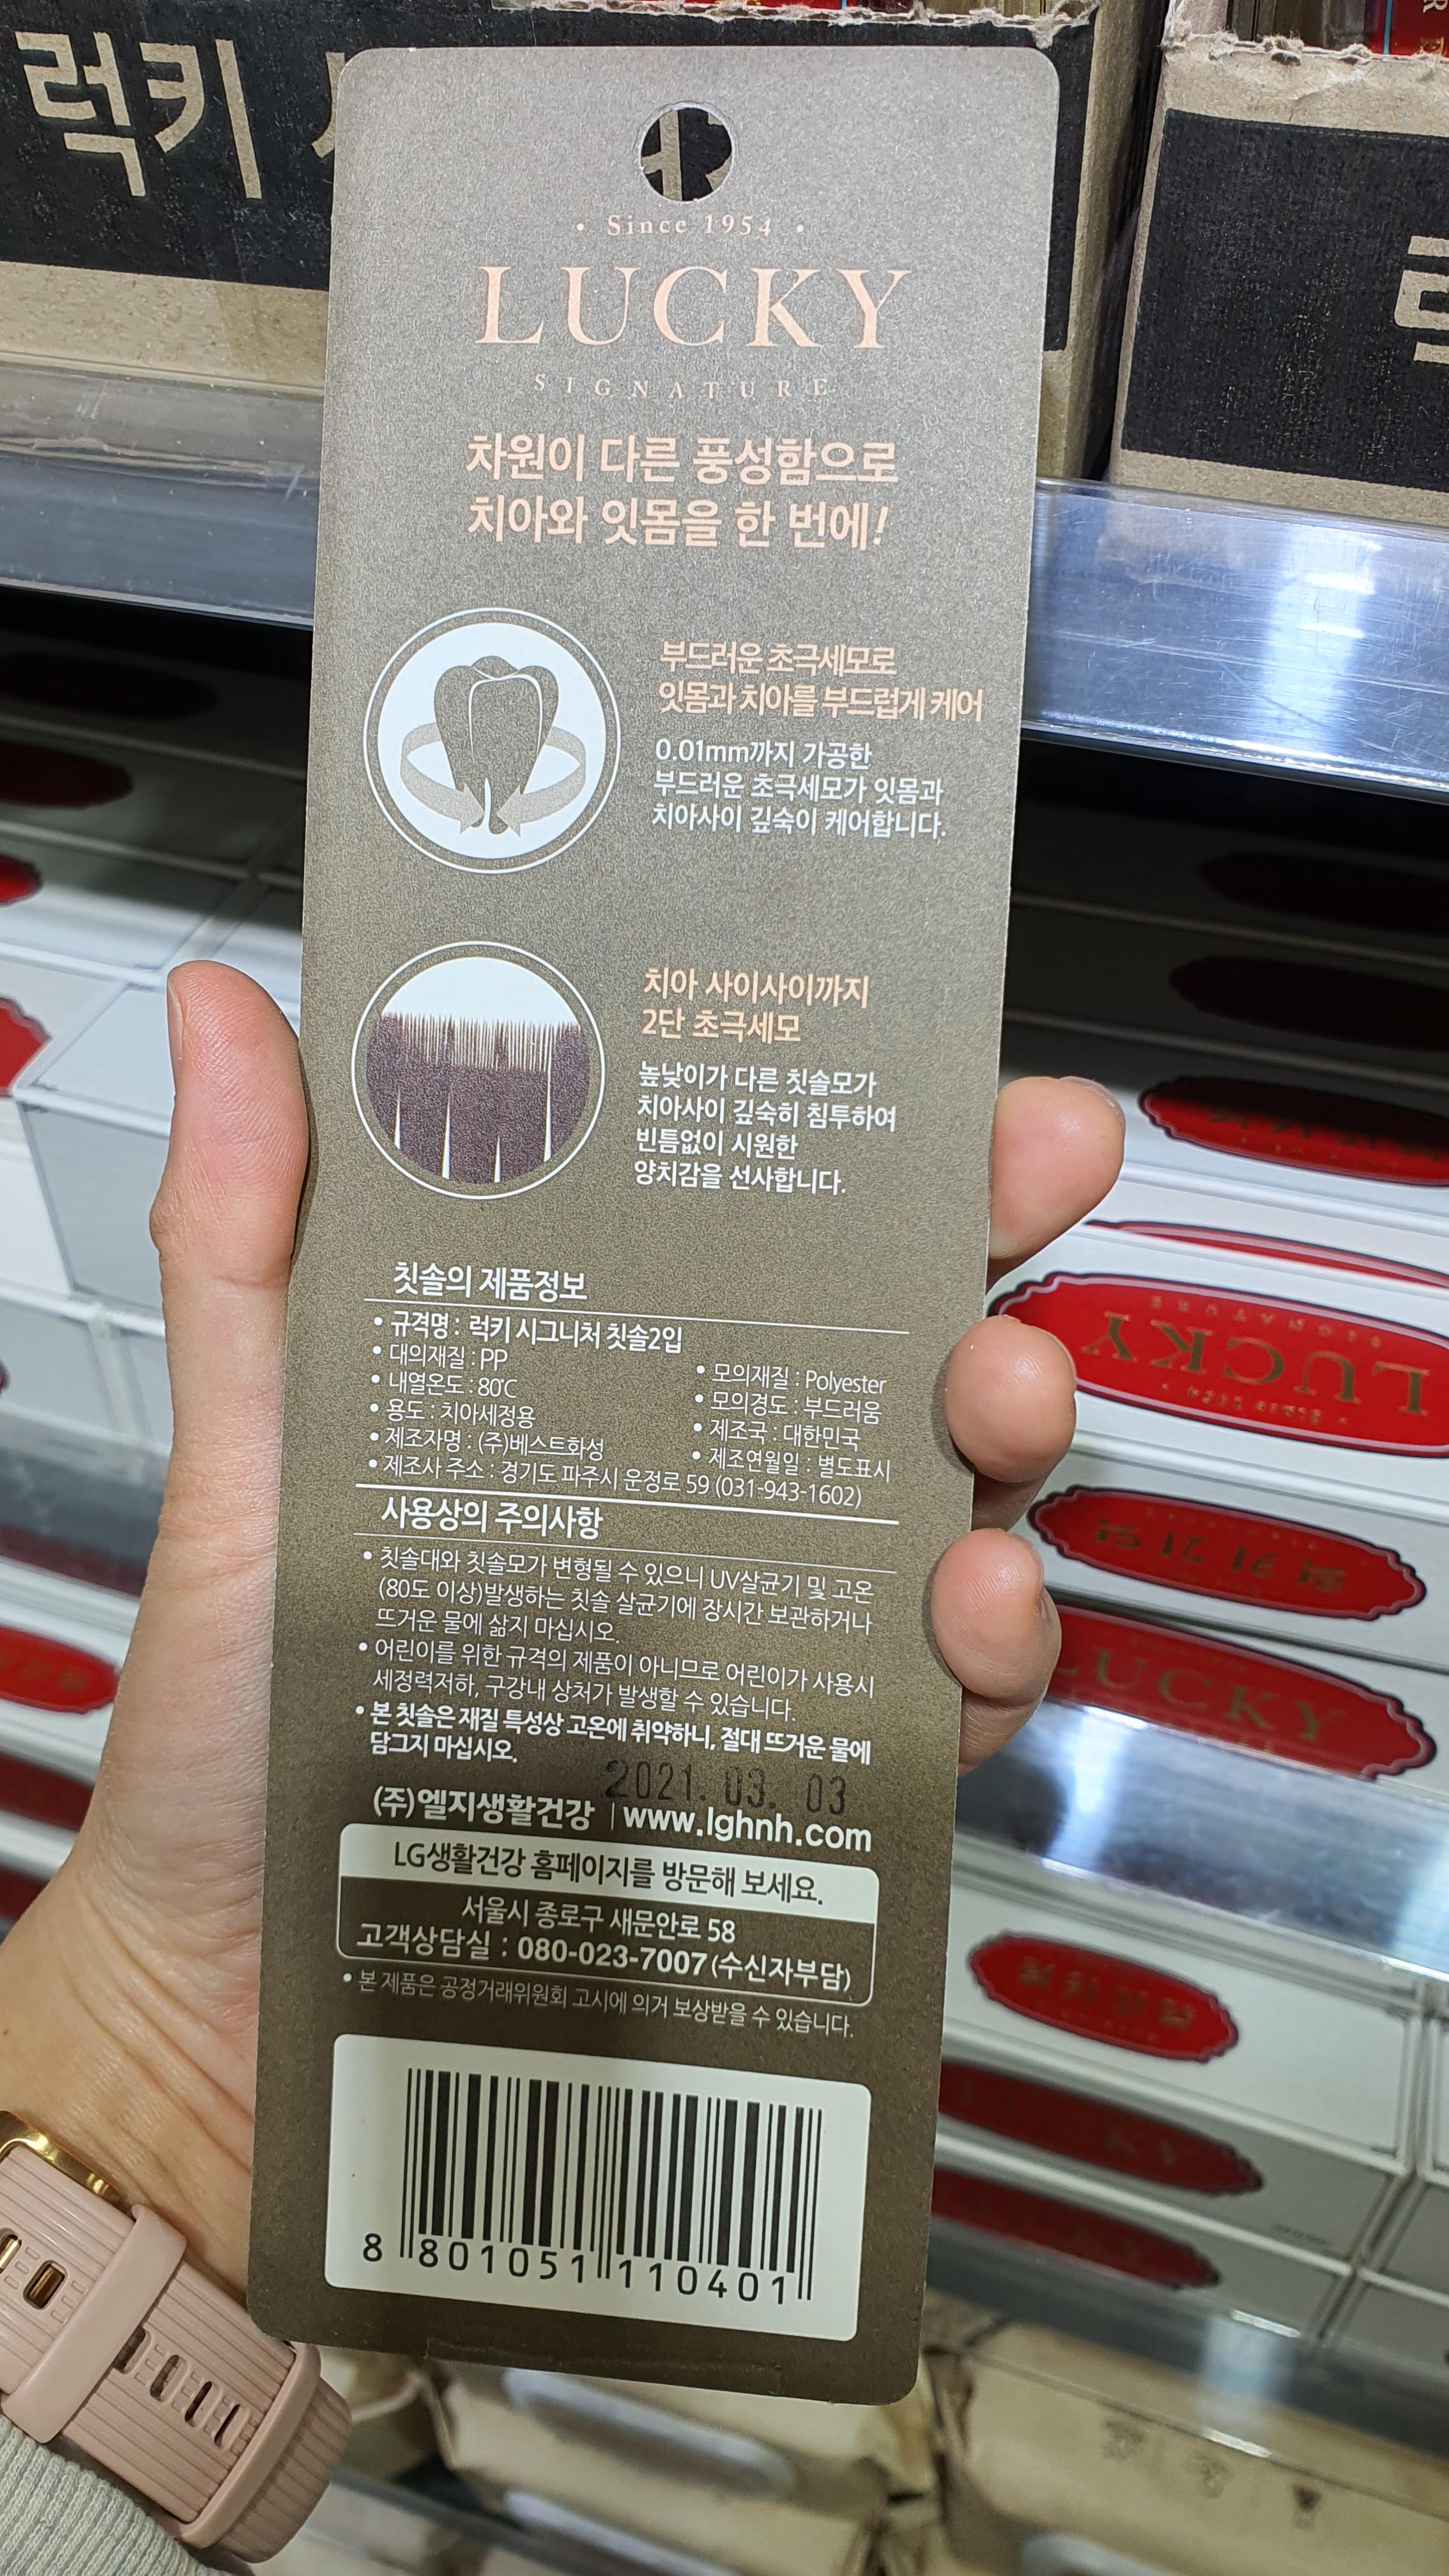 럭키
· Since 1954 ·
LUCKY
SIGNATURE
차원이 다른 풍성함으로
치아와 잇몸을 한 번에!
부드러운 초극세모로
잇몸과 치아를 부드럽게 케어
0.01mm까지 가공한
부드러운 초극세모가 잇몸과
치아사이 깊숙이 케어합니다.
치아 사이사이까지
2단 초극세모
높낮이가 다른 칫솔모가
치아사이 깊숙히 침투하여
빈틈없이 시원한
양치감을 선사합니다.
칫솔의 제품정보
• 규격명 : 럭키 시그니처 칫솔2입
• 대의재질 : PP
• 모의재질 : Polyester
• 내열온도 : 80℃
• 모의경도 : 부드러움
• 용도 : 치아세정용
• 제조국 : 대한민국
• 제조자명 : (주)베스트화성
• 제조연월일 : 별도표시
• 제조사 주소 : 경기도 파주시 운정로 59 (031-943-1602)
사용상의 주의사항
• 칫솔대와 칫솔모가 변형될 수 있으니 UV살균기 및 고온
(80도 이상)발생하는 칫솔 살균기에 장시간 보관하거나
뜨거운 물에 삶지 마십시오.
• 어린이를 위한 규격의 제품이 아니므로 어린이가 사용시
세정력저하, 구강내 상처가 발생할 수 있습니다.
• 본 칫솔은 재질 특성상 고온에 취약하니, 절대 뜨거운 물에
담그지 마십시오.
2021. 03. 03
(주)엘지생활건강 | www.lghnh.com
LG생활건강 홈페이지를 방문해 보세요.
서울시 종로구 새문안로 58
고객상담실 : 080-023-7007(수신자부담)
• 본 제품은 공정거래위원회 고시에 의거 보상받을 수 있습니다.
8 801051 110401
LUCKY
SIGNATURE
LUCKY